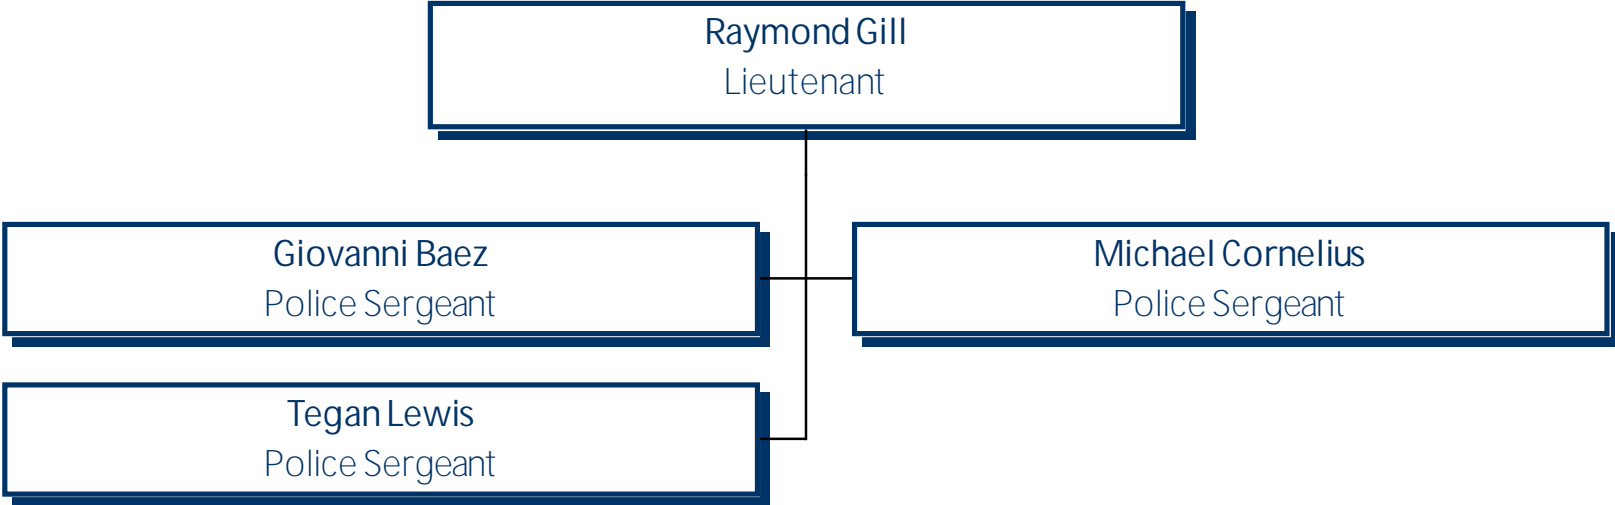 Raymond Gill
Lieutenant
Giovanni Baez
Police Sergeant
Michael Cornelius
Police Sergeant
Tegan Lewis
Police Sergeant